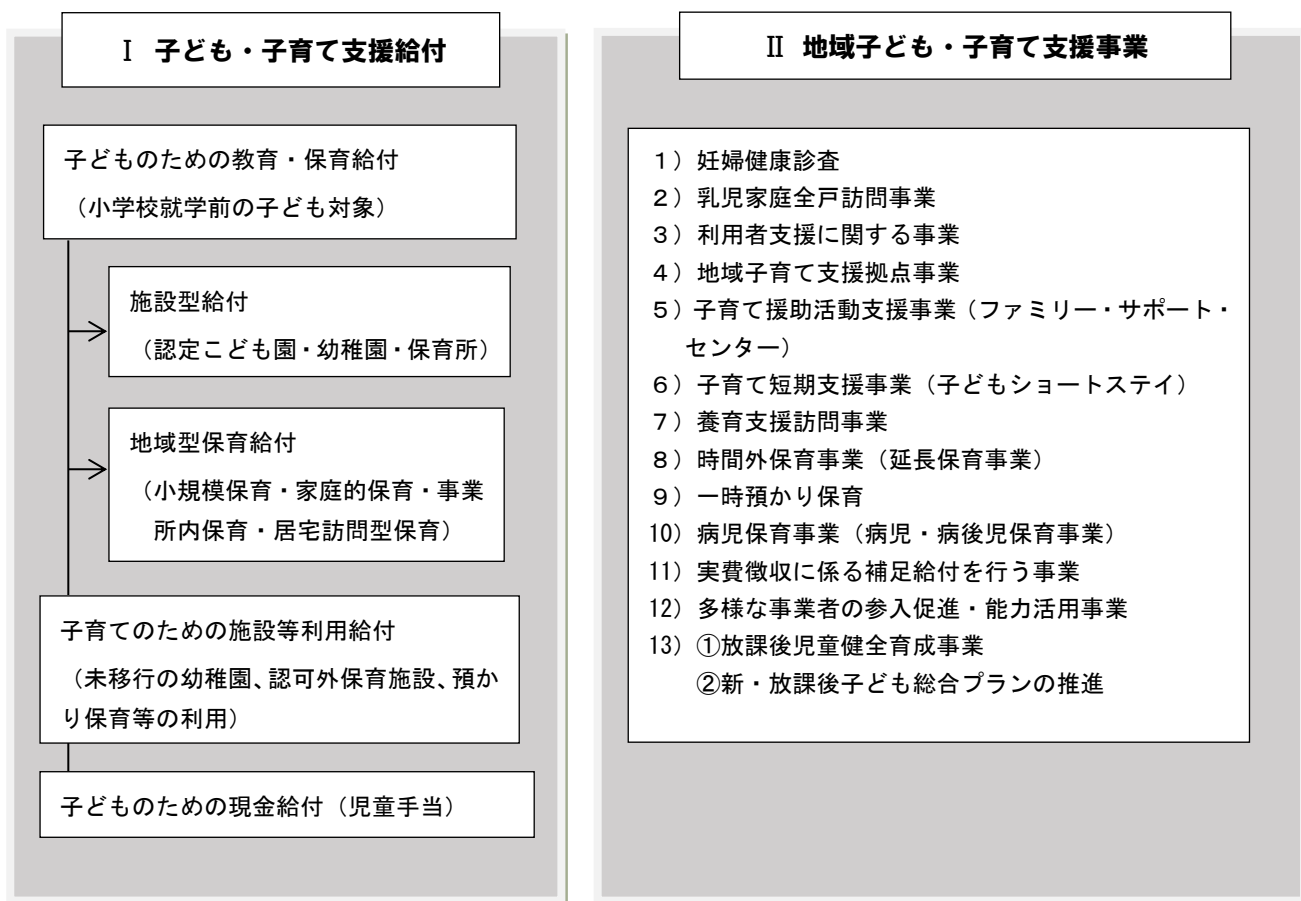 Ⅰ 子ども・子育て支援給付
子どものための教育・保育給付
（小学校就学前の子ども対象）
施設型給付
（認定こども園・幼稚園・保育所）
地域型保育給付
（小規模保育・家庭的保育・事業
所内保育・居宅訪問型保育）
子育てのための施設等利用給付
（未移行の幼稚園、認可外保育施設、預か
り保育等の利用）
子どものための現金給付（児童手当）
Ⅱ 地域子ども・子育て支援事業
１）妊婦健康診査
２）乳児家庭全戸訪問事業
３）利用者支援に関する事業
４）地域子育て支援拠点事業
５）子育て援助活動支援事業（ファミリー・サポート・
センター）
６）子育て短期支援事業（子どもショートステイ）
７）養育支援訪問事業
８）時間外保育事業（延長保育事業）
９）一時預かり保育
10）病児保育事業（病児・病後児保育事業）
11）実費徴収に係る補足給付を行う事業
12）多様な事業者の参入促進・能力活用事業
13）①放課後児童健全育成事業
②新・放課後子ども総合プランの推進